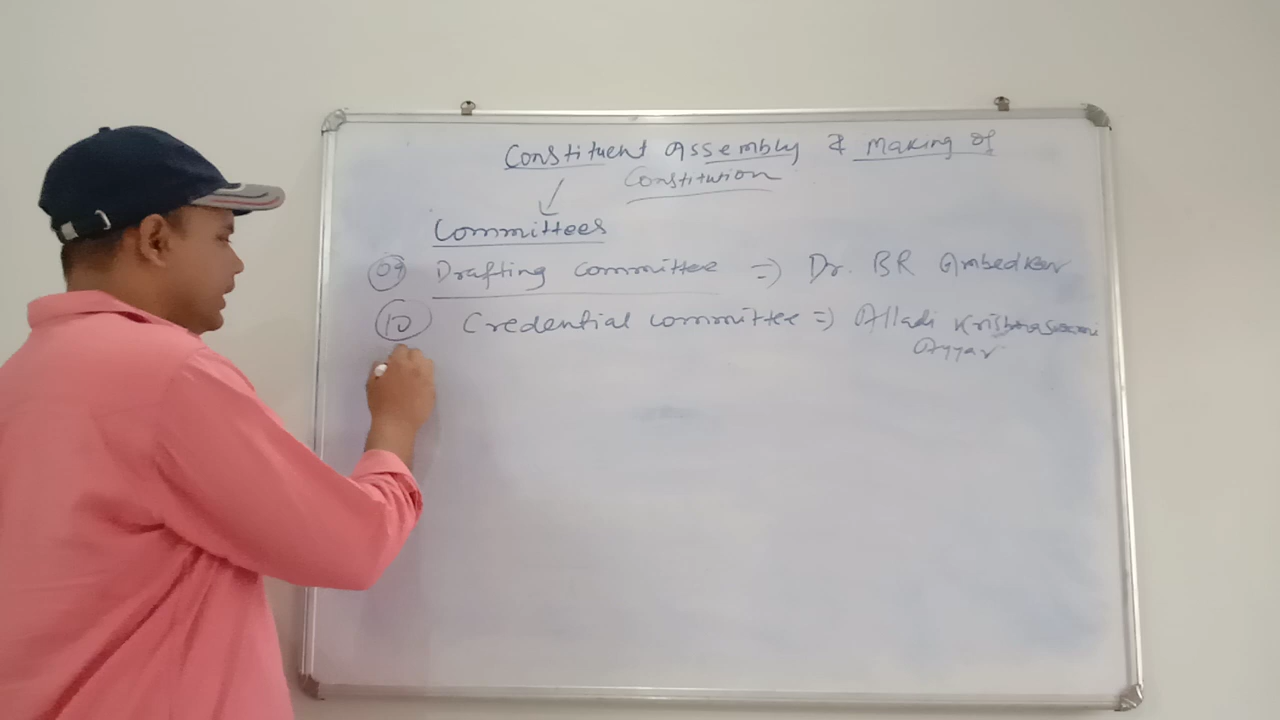 Constituent Assembly & Making of
Constitution
Committees
09 Drafting Committee => Dr. BR Ambedkar
10 Credential Committee => Alladi Krishnaswami
Ayyar